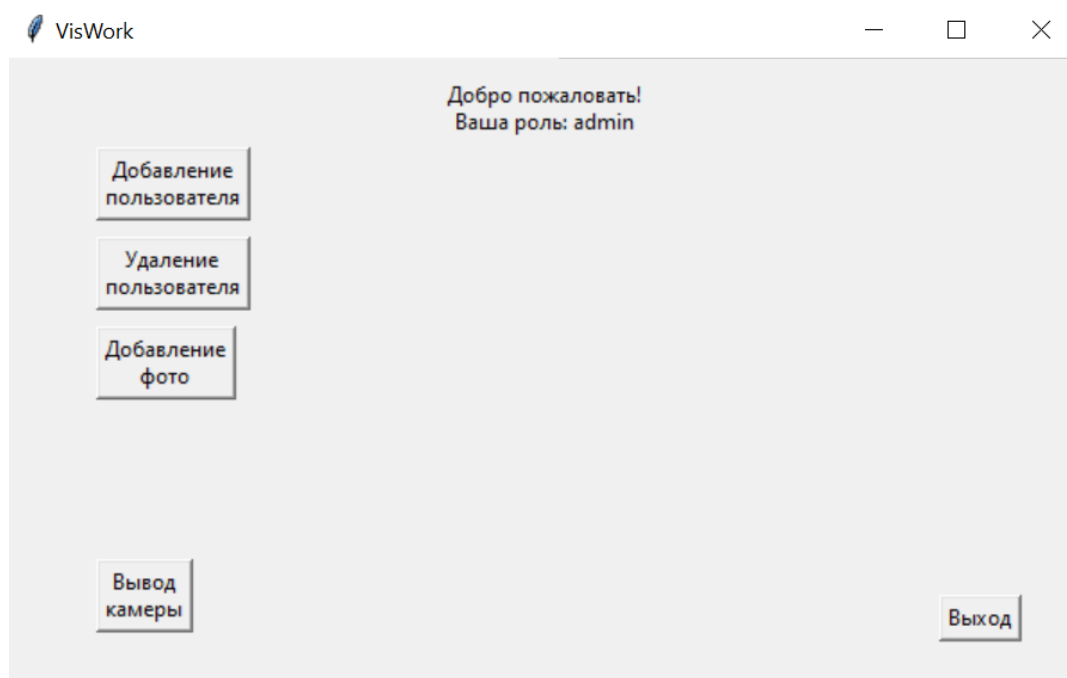 VisWork
Добро пожаловать!
Ваша роль: admin
Добавление
пользователя
Удаление
пользователя
Добавление
фото
Вывод
камеры
Выход